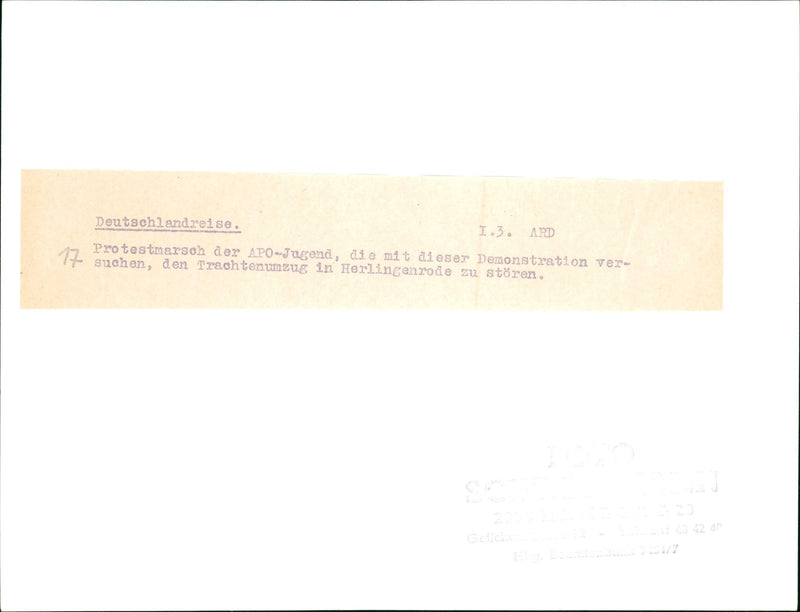 Deutschlandreise. I.3. ARD
17 Protestmarsch der APO-Jugend, die mit dieser Demonstration ver-
suchen, den Trachtenumzug in Herlingenrode zu stören.